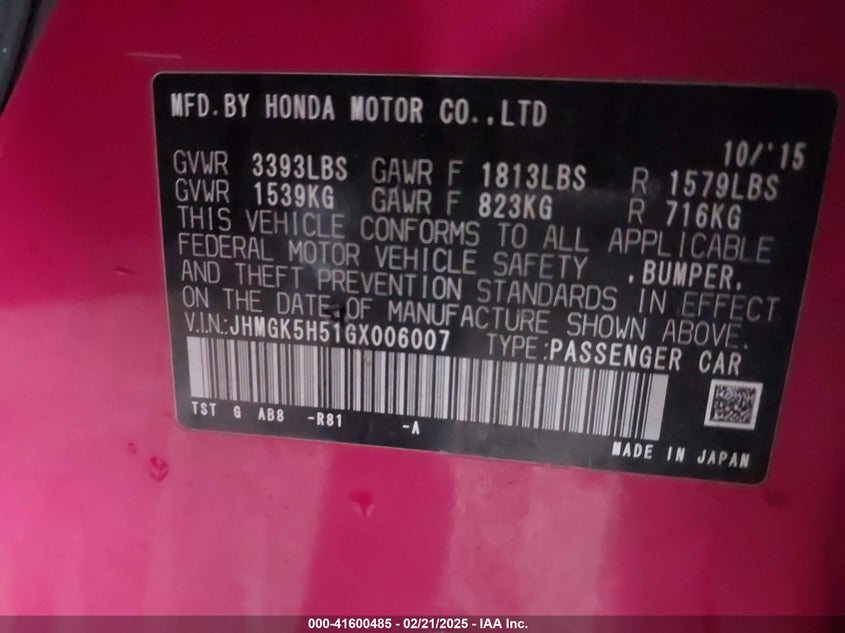 MFD.BY HONDA MOTOR CO.,LTD
10/'15
GVWR 3393LBS GAWR F 1813LBS R 1579LBS
GVWR 1539KG GAWR F 823KG R 716KG
THIS VEHICLE CONFORMS TO ALL APPLICABLE
FEDERAL MOTOR VEHICLE SAFETY ,BUMPER,
AND THEFT PREVENTION STANDARDS IN EFFECT
ON THE DATE OF MANUFACTURE SHOWN ABOVE.
V.I.N.:JHMGK5H51GX006007 TYPE:PASSENGER CAR
TST G AB8 -R81 -A
MADE IN JAPAN
000-41600485 - 02/21/2025 - IAA Inc.